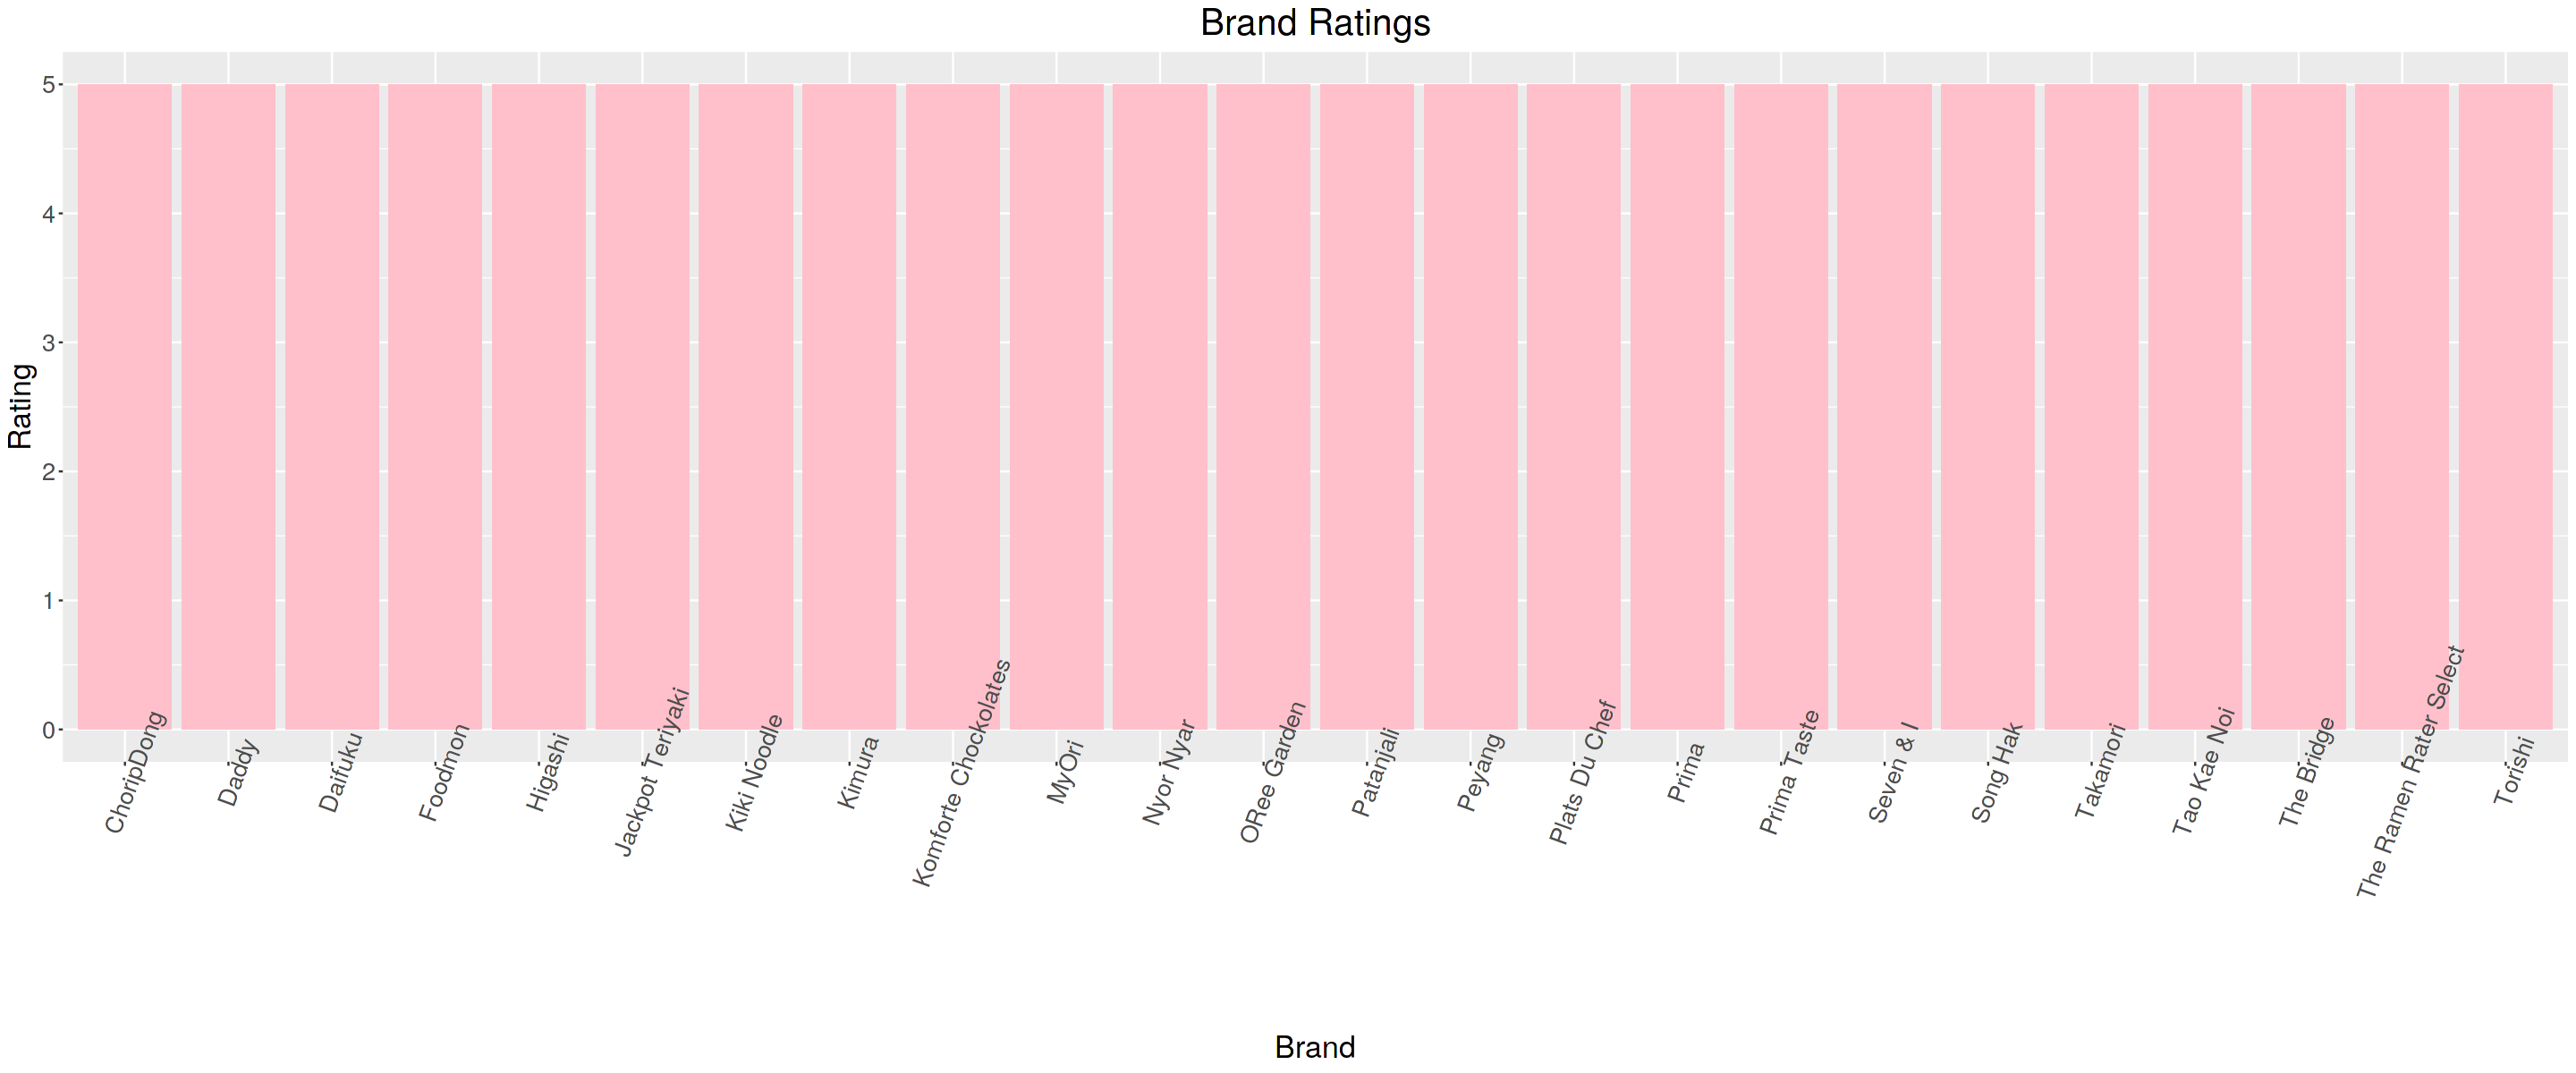 Brand Ratings
Rating
5
4
3
2
1
0
ChoripDong
Daddy
Daifuku
Foodmon
Higashi
Jackpot Teriyaki
Kiki Noodle
Kimura
Komforte Chockolates
MyOri
Nyor Nyar
ORee Garden
Patanjali
Peyang
Plats Du Chef
Prima
Prima Taste
Seven & I
Song Hak
Takamori
Tao Kae Noi
The Bridge
The Ramen Rater Select
Torishi
Brand